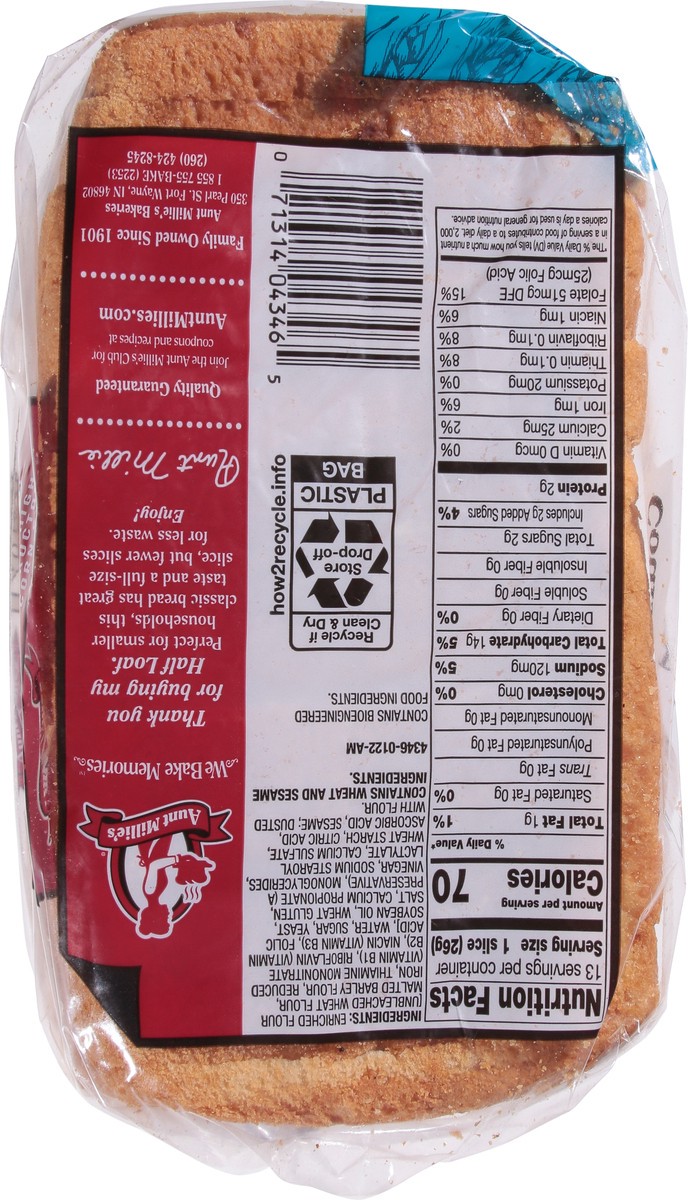 Nutrition Facts
13 servings per container
Serving size 1 slice (26g)
Amount per serving
Calories 70
% Daily Value*
Total Fat 1g 1%
Saturated Fat 0g 0%
Trans Fat 0g
Polyunsaturated Fat 0g
Monounsaturated Fat 0g
Cholesterol 0mg 0%
Sodium 120mg 5%
Total Carbohydrate 14g 5%
Dietary Fiber 0g 0%
Soluble Fiber 0g
Insoluble Fiber 0g
Total Sugars 2g
Includes 2g Added Sugars 4%
Protein 2g
Vitamin D 0mcg 0%
Calcium 25mg 2%
Iron 1mg 6%
Potassium 20mg 0%
Thiamin 0.1mg 8%
Riboflavin 0.1mg 8%
Niacin 1mg 6%
Folate 51mcg DFE 15%
(25mcg Folic Acid)
*The % Daily Value (DV) tells you how much a nutrient
in a serving of food contributes to a daily diet. 2,000
calories a day is used for general nutrition advice.
INGREDIENTS: ENRICHED FLOUR
(UNBLEACHED WHEAT FLOUR,
MALTED BARLEY FLOUR, REDUCED
IRON, THIAMINE MONONITRATE
(VITAMIN B1), RIBOFLAVIN (VITAMIN
B2), NIACIN (VITAMIN B3), FOLIC
ACID), WATER, SUGAR, YEAST,
SOYBEAN OIL, WHEAT GLUTEN,
SALT, CALCIUM PROPIONATE (A
PRESERVATIVE), MONOGLYCERIDES,
VINEGAR, SODIUM STEAROYL
LACTYLATE, CALCIUM SULFATE,
WHEAT STARCH, CITRIC ACID,
ASCORBIC ACID, SESAME; DUSTED
WITH FLOUR.
CONTAINS WHEAT AND SESAME
INGREDIENTS.
4346-0122-AM
CONTAINS BIOENGINEERED
FOOD INGREDIENTS.
Recycle if
Clean & Dry
Store
Drop-off
PLASTIC
BAG
how2recycle.info
0 71314 04346 5
Aunt Millie's
®
We Bake Memories.™
Thank you
for buying my
Half Loaf.
Perfect for smaller
households, this
classic bread has great
taste and a full-size
slice, but fewer slices
for less waste.
Enjoy!
Aunt Millie
Quality Guaranteed
Join the Aunt Millie's Club for
coupons and recipes at
AuntMillies.com
Family Owned Since 1901
Aunt Millie's Bakeries
350 Pearl St. Fort Wayne, IN 46802
1 855 755-BAKE (2253)
(260) 424-8245